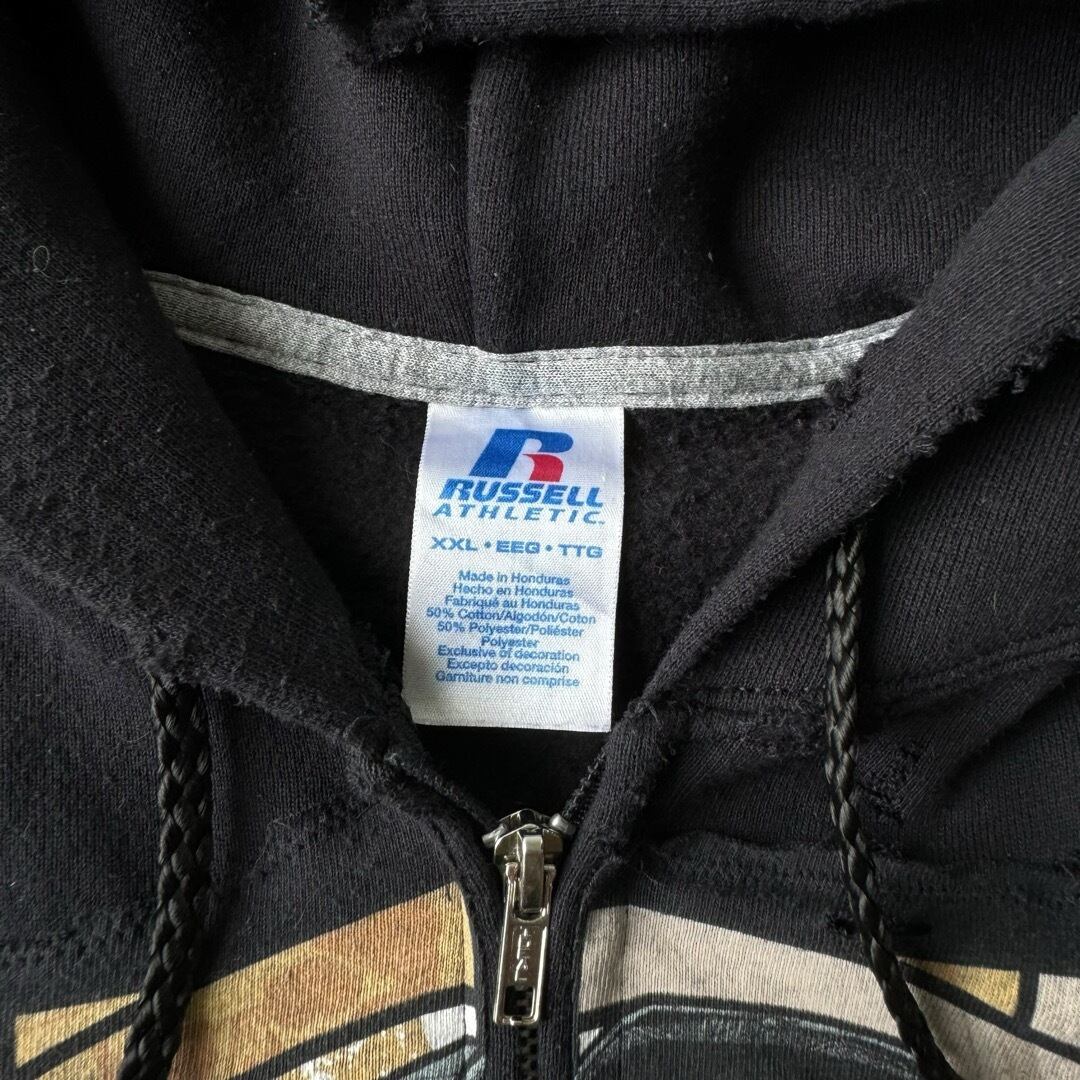 RUSSELL
ATHLETIC.
XXL • EEG • TTG
Made in Honduras
Hecho en Honduras
Fabriqué au Honduras
50% Cotton/Algodón/Coton
50% Polyester/Poliéster
Polyester
Exclusive of decoration
Excepto decoración
Garniture non comprise